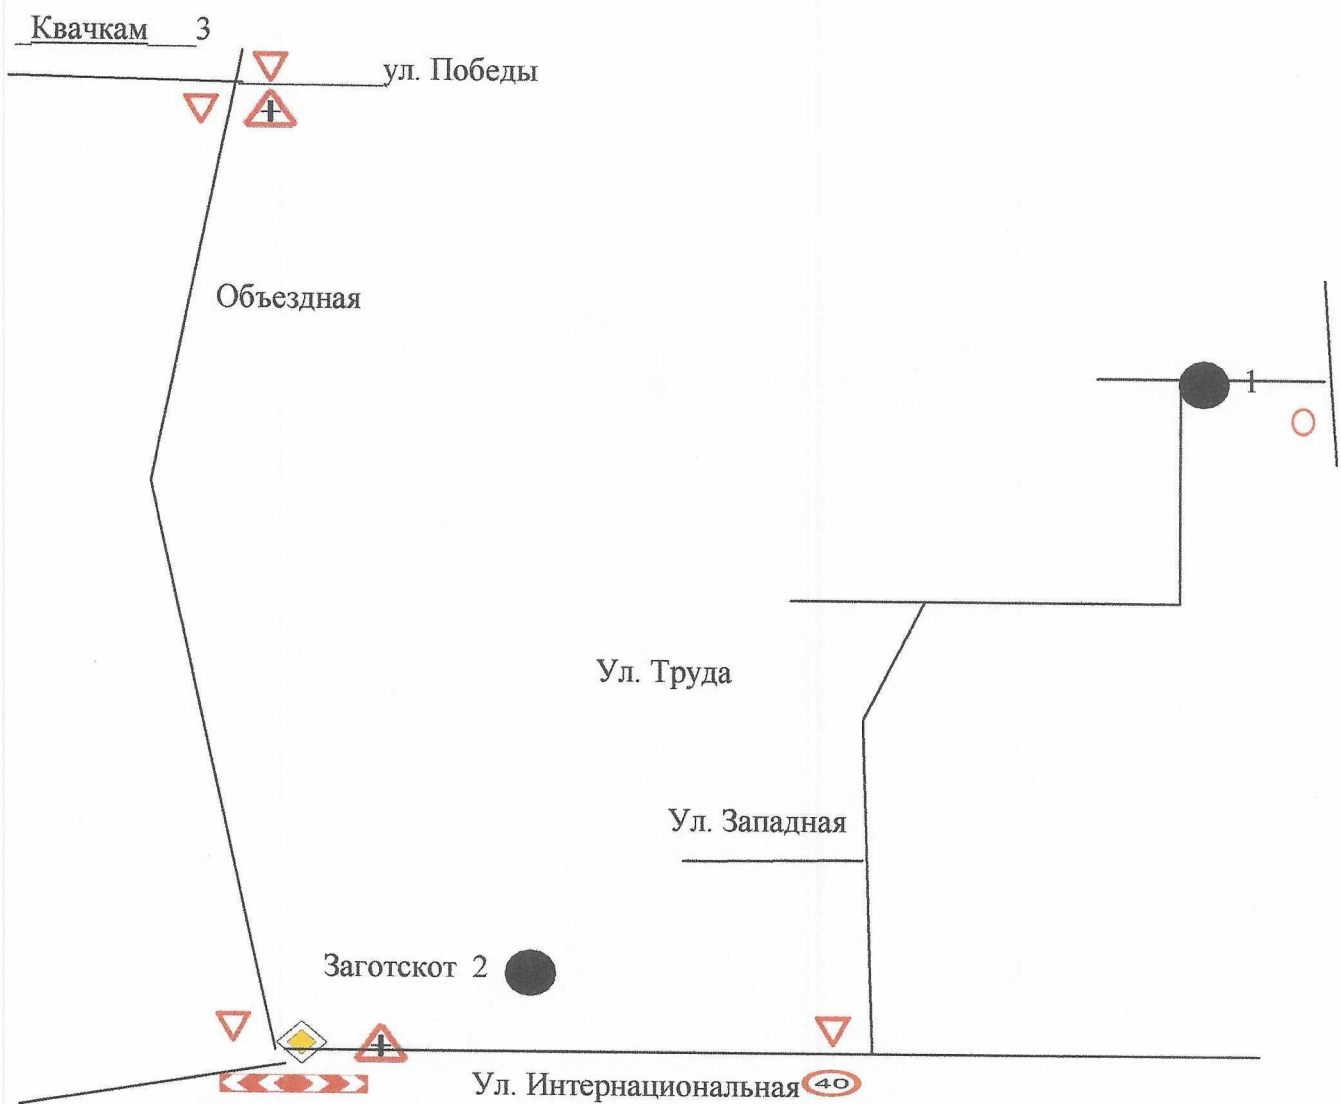 Квачкам 3
ул. Победы
Объездная
1
Ул. Труда
Ул. Западная
Заготскот 2
Ул. Интернациональная
40